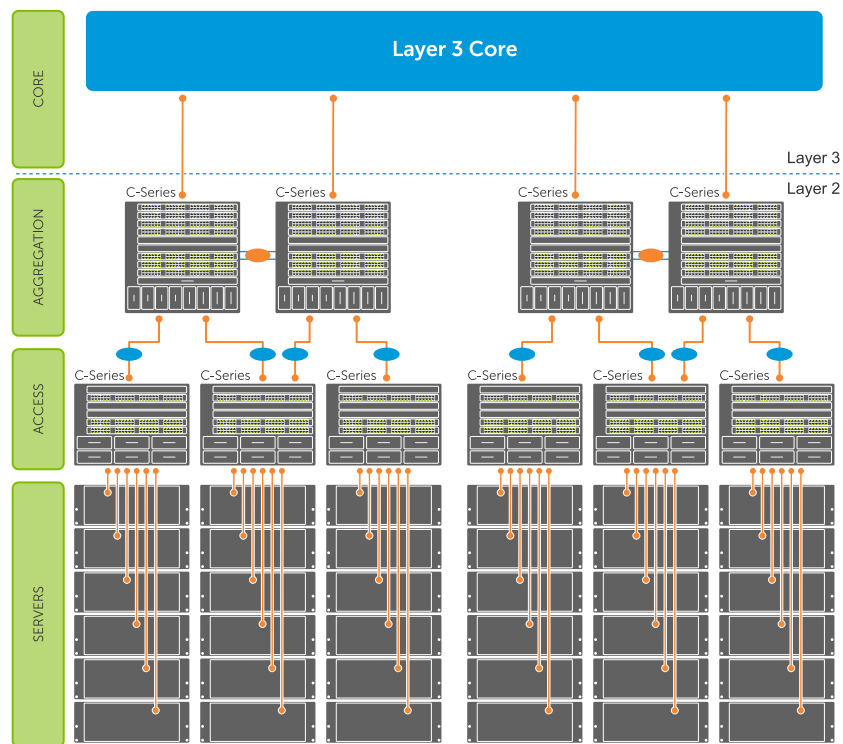 Layer 3 Core
CORE
Layer 3
Layer 2
AGGREGATION
C-Series
C-Series
C-Series
C-Series
ACCESS
C-Series
C-Series
C-Series
C-Series
C-Series
C-Series
SERVERS